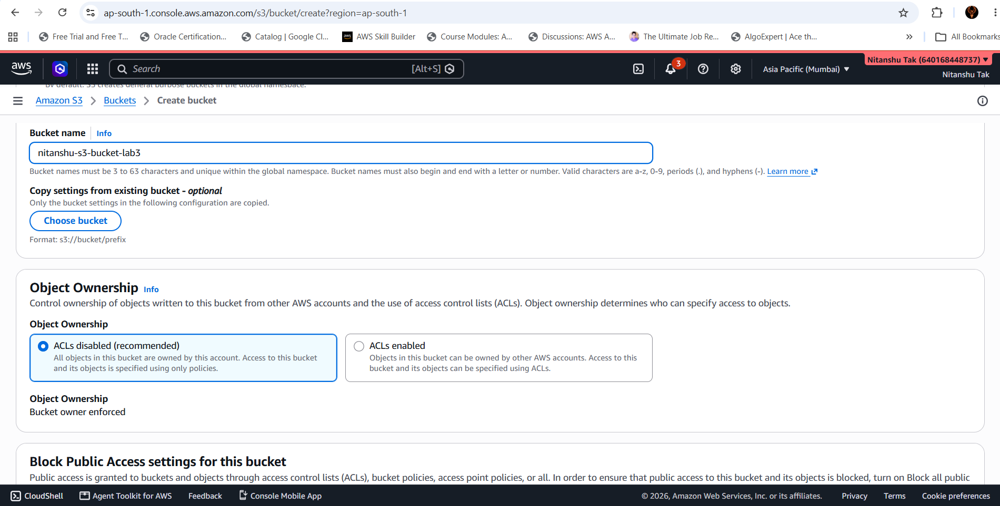 ap-south-1.console.aws.amazon.com/s3/bucket/create?region=ap-south-1
Free Trial and Free T... Oracle Certification... Catalog | Google Cl... aws AWS Skill Builder Course Modules: A... Discussions: AWS A... The Ultimate Job Re... AlgoExpert | Ace th... All Bookmarks
aws Search [Alt+S] 3 Asia Pacific (Mumbai) Nitanshu Tak (640168448737)
Nitanshu Tak
By default, S3 creates general purpose buckets in the global namespace.
Amazon S3 Buckets Create bucket
Bucket name Info
nitanshu-s3-bucket-lab3
Bucket names must be 3 to 63 characters and unique within the global namespace. Bucket names must also begin and end with a letter or number. Valid characters are a-z, 0-9, periods (.), and hyphens (-). Learn more
Copy settings from existing bucket - optional
Only the bucket settings in the following configuration are copied.
Choose bucket
Format: s3://bucket/prefix
Object Ownership Info
Control ownership of objects written to this bucket from other AWS accounts and the use of access control lists (ACLs). Object ownership determines who can specify access to objects.
Object Ownership
ACLs disabled (recommended)
All objects in this bucket are owned by this account. Access to this bucket
and its objects is specified using only policies.
ACLs enabled
Objects in this bucket can be owned by other AWS accounts. Access to this
bucket and its objects can be specified using ACLs.
Object Ownership
Bucket owner enforced
Block Public Access settings for this bucket
Public access is granted to buckets and objects through access control lists (ACLs), bucket policies, access point policies, or all. In order to ensure that public access to this bucket and its objects is blocked, turn on Block all public
CloudShell Agent Toolkit for AWS Feedback Console Mobile App © 2026, Amazon Web Services, Inc. or its affiliates. Privacy Terms Cookie preferences